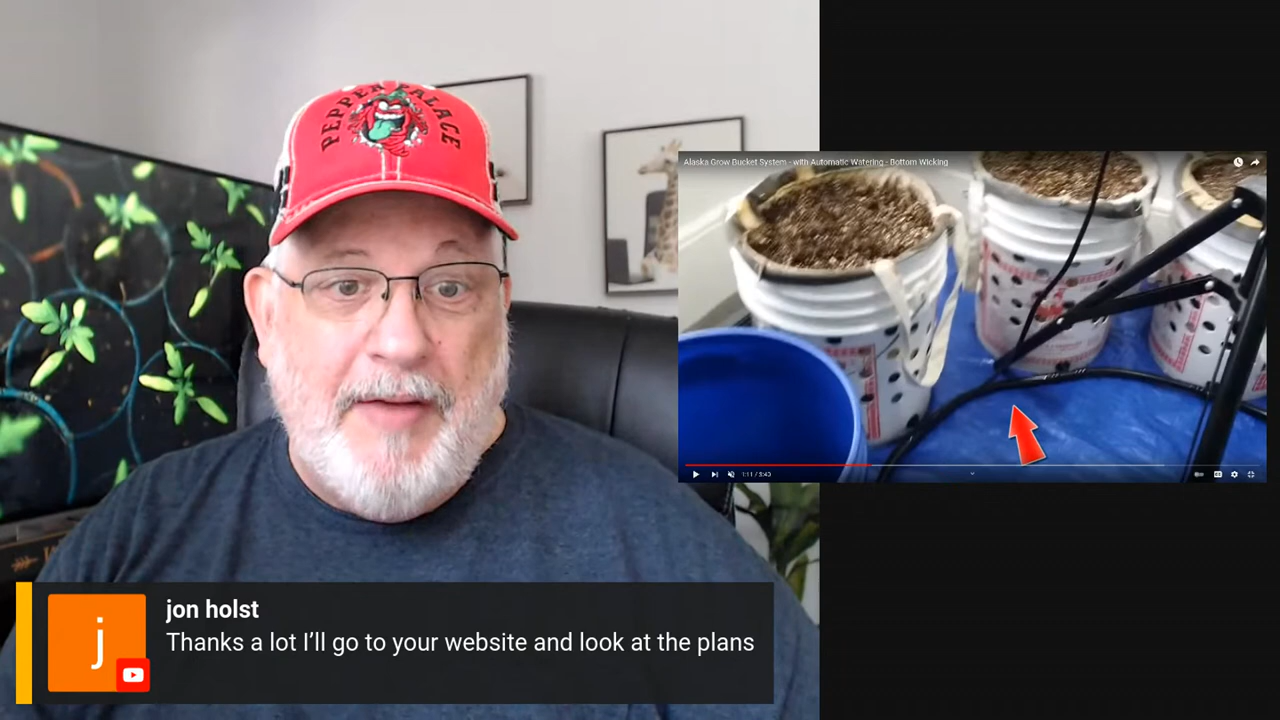 PEPPER PALACE
Alaska Grow Bucket System - with Automatic Watering - Bottom Wicking
1:11 / 3:40
j
jon holst
Thanks a lot I’ll go to your website and look at the plans